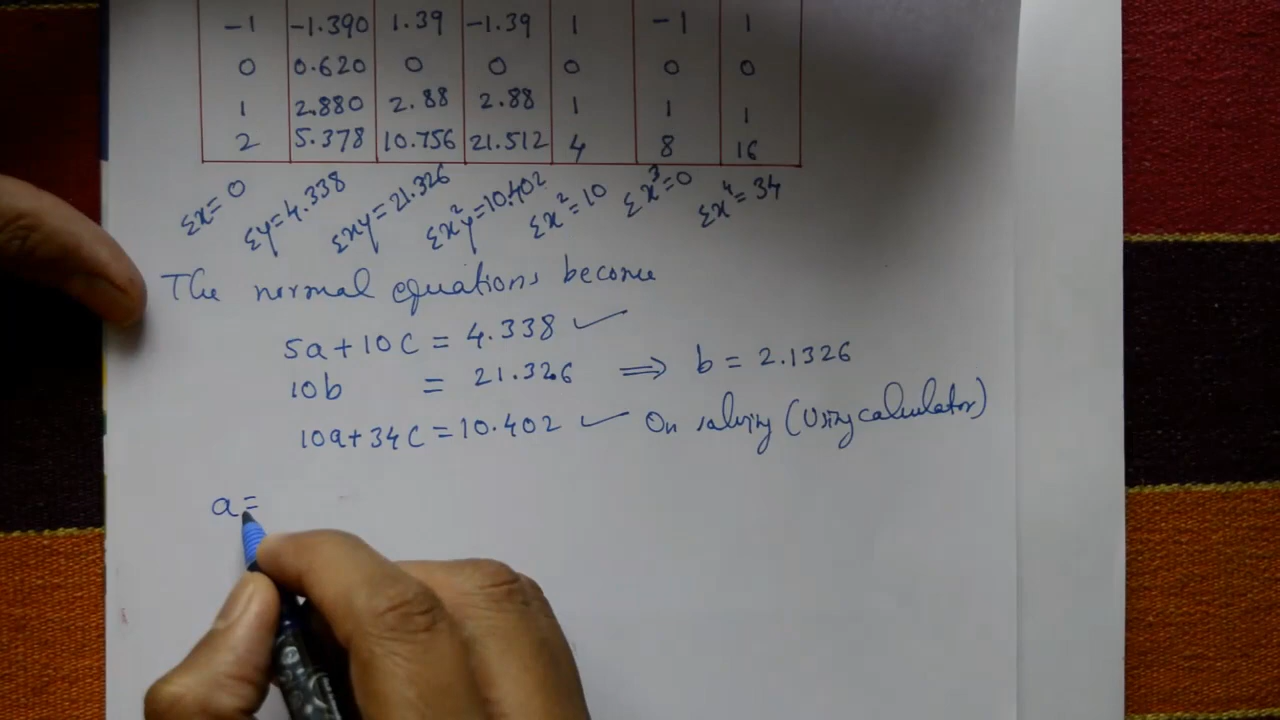 -1 -1.390 1.39 -1.39 1 -1 1
0 0.620 0 0 0 0 0
1 2.880 2.88 2.88 1 1 1
2 5.378 10.756 21.512 4 8 16
Σx=0 Σy=4.338 Σxy=21.326 Σx²y=10.402 Σx²=10 Σx³=0 Σx⁴=34
The normal equations become
5a+10c=4.338 ✓
10b = 21.326 ⟹ b = 2.1326
10a+34c=10.402 ✓ On solving (Using calculator)
a=